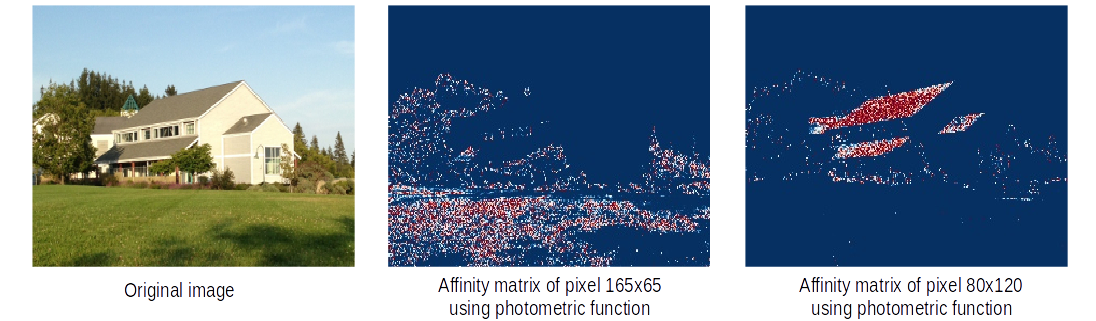 Original image
Affinity matrix of pixel 165x65
using photometric function
Affinity matrix of pixel 80x120
using photometric function